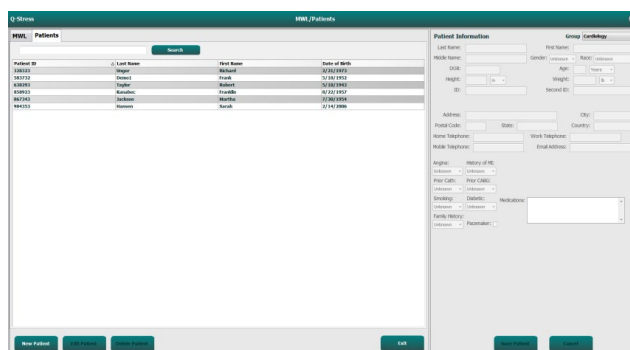 Q-Stress MWL/Patients
MWL Patients
Search
Patient ID Last Name First Name Date of Birth
328323 Unger Richard 2/21/1973
383732 Demo1 Frank 5/18/1952
630293 Taylor Robert 5/10/1943
858923 Franklin 8/22/1957
867343 Jackson Martha 7/30/1954
984353 Hansen Sarah 2/14/2006
New Patient Edit Patient Delete Patient Exit
Patient Information Group Cardiology
Last Name: First Name:
Middle Name: Gender: Unknown Race: Unknown
DOB: Age: Years
Height: in Weight: lb
ID: Second ID:
Address: City:
Postal Code: State: Country:
Home Telephone: Work Telephone:
Mobile Telephone: Email Address:
Angina: History of MI:
Unknown Unknown
Prior Cath: Prior CABG:
Unknown Unknown
Smoking: Diabetic: Medications:
Unknown Unknown
Family History:
Unknown Pacemaker:
Save Patient Cancel